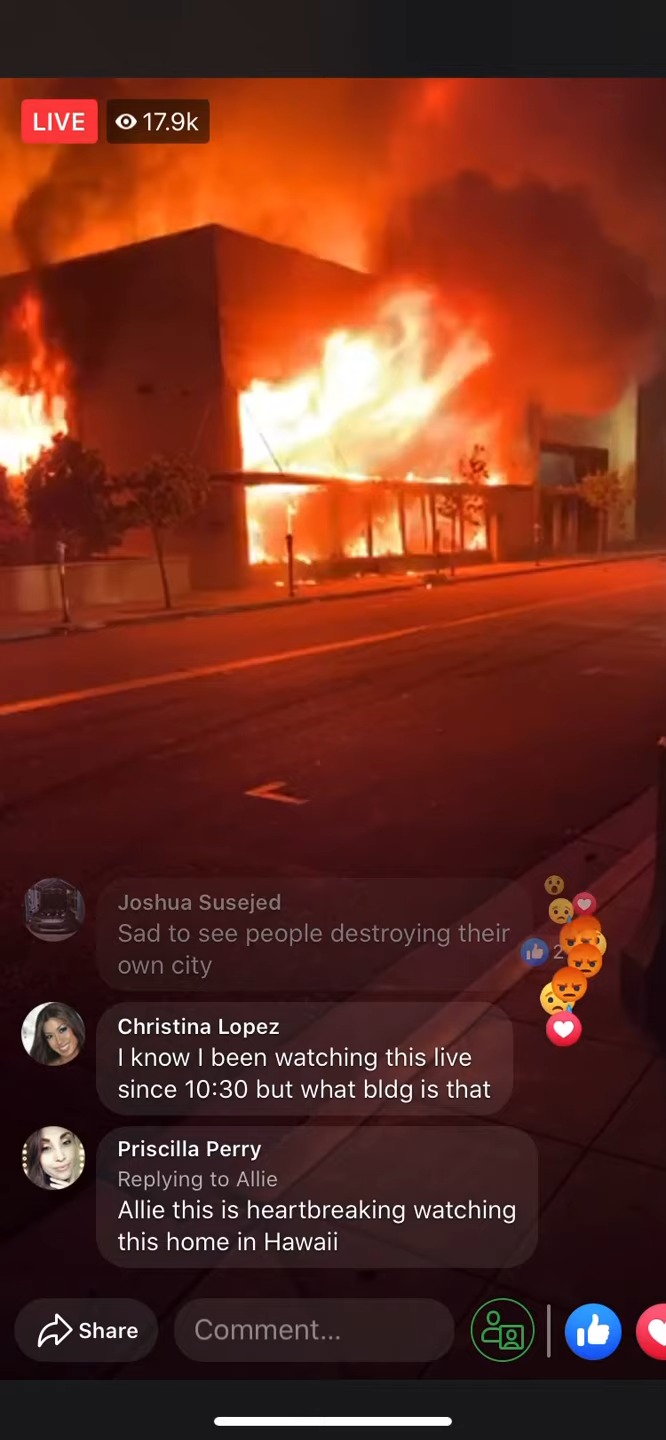 LIVE 17.9k
Joshua Susejed
Sad to see people destroying their
own city
2
Christina Lopez
I know I been watching this live
since 10:30 but what bldg is that
Priscilla Perry
Replying to Allie
Allie this is heartbreaking watching
this home in Hawaii
Share
Comment...